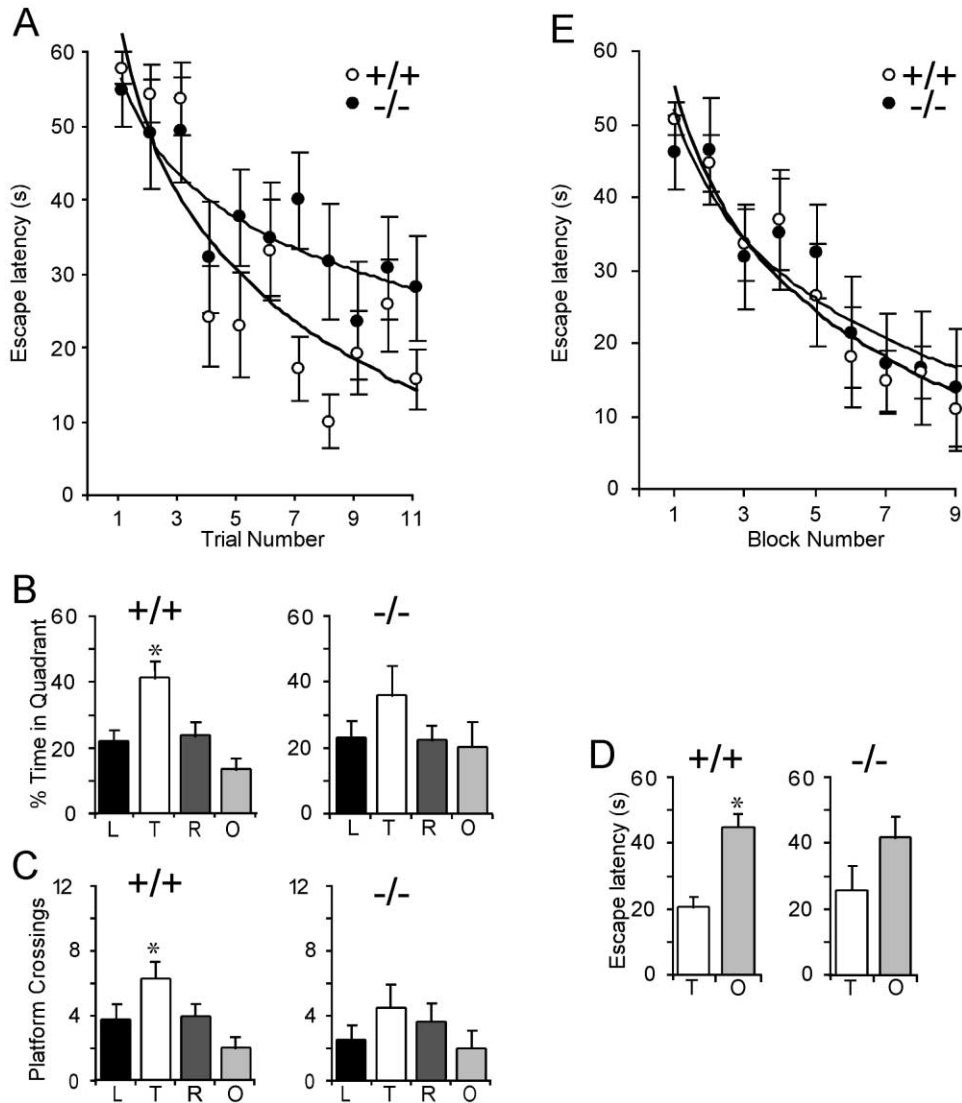 A
+/+
-/-
60
50
40
30
20
10
0
Escape latency (s)
1 3 5 7 9 11
Trial Number
E
+/+
-/-
60
50
40
30
20
10
0
Escape latency (s)
1 3 5 7 9
Block Number
B
+/+
-/-
60
40
20
0
% Time in Quadrant
*
L T R O
60
40
20
0
L T R O
C
+/+
-/-
12
8
4
0
Platform Crossings
*
L T R O
12
8
4
0
L T R O
D
+/+
-/-
60
40
20
0
Escape latency (s)
*
T O
60
40
20
0
T O